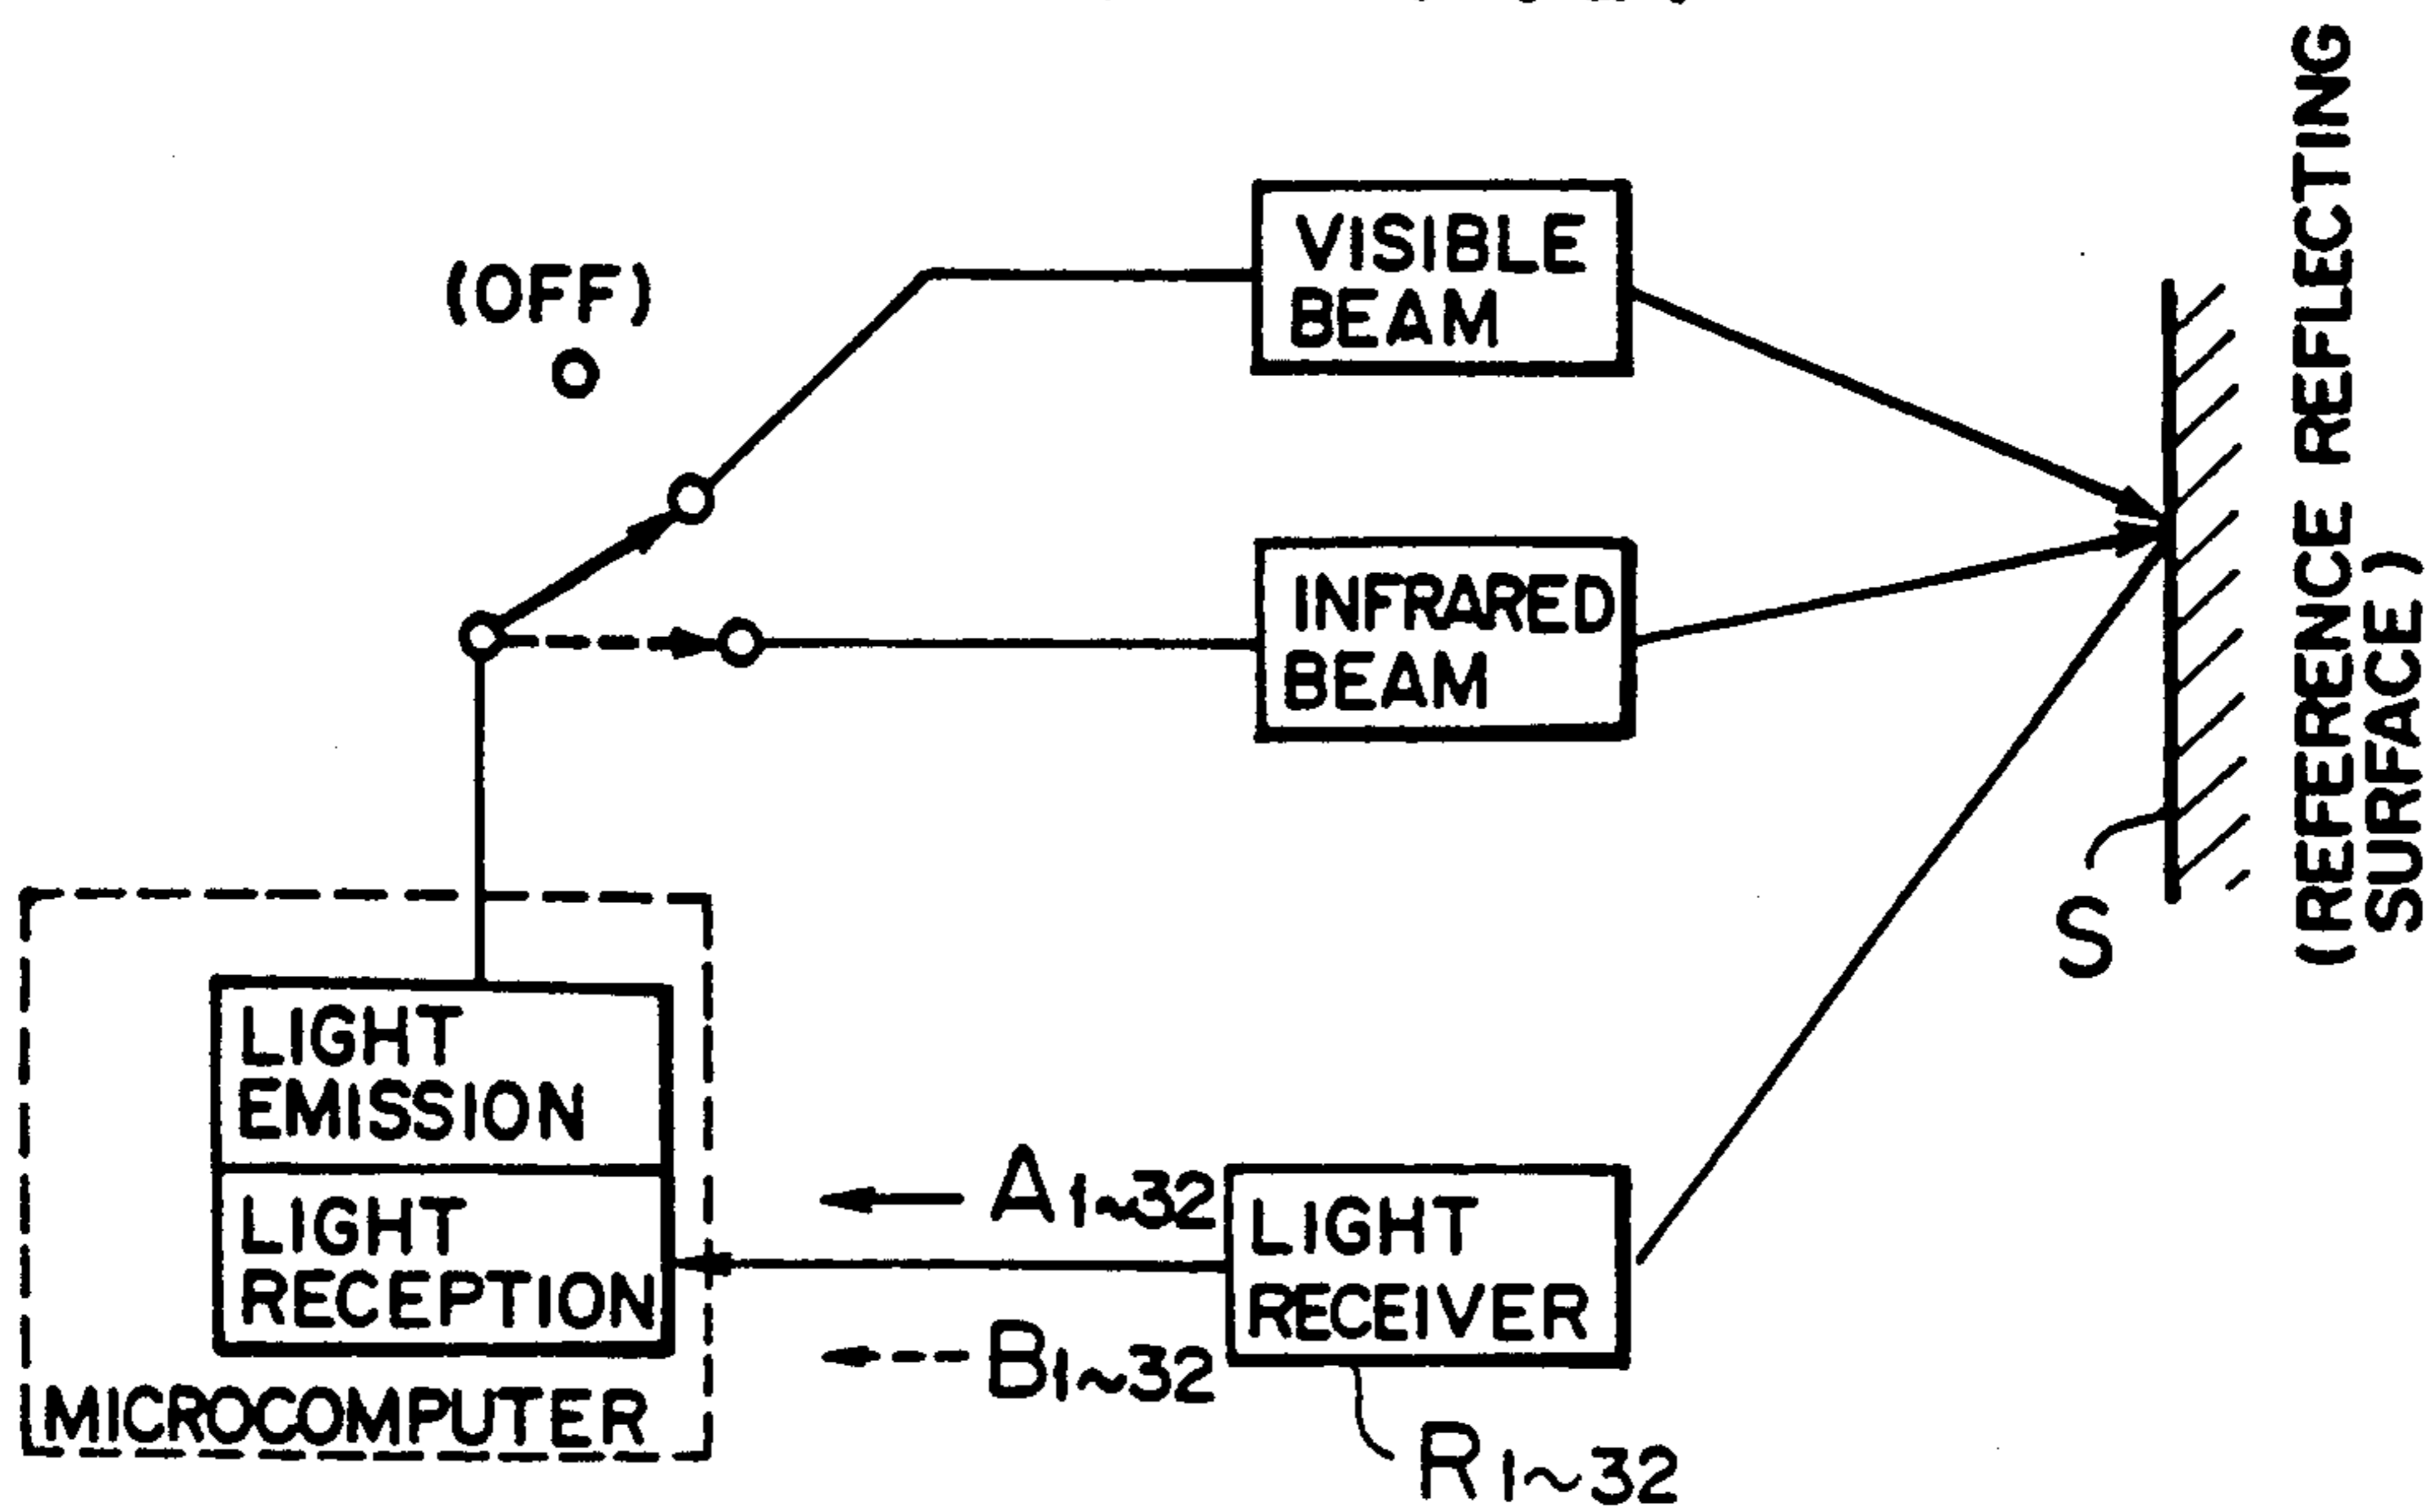 (OFF)
VISIBLE
BEAM
INFRARED
BEAM
(REFERENCE REFLECTING
SURFACE)
S
LIGHT
EMISSION
LIGHT
RECEPTION
MICROCOMPUTER
A1~32
B1~32
LIGHT
RECEIVER
R1~32